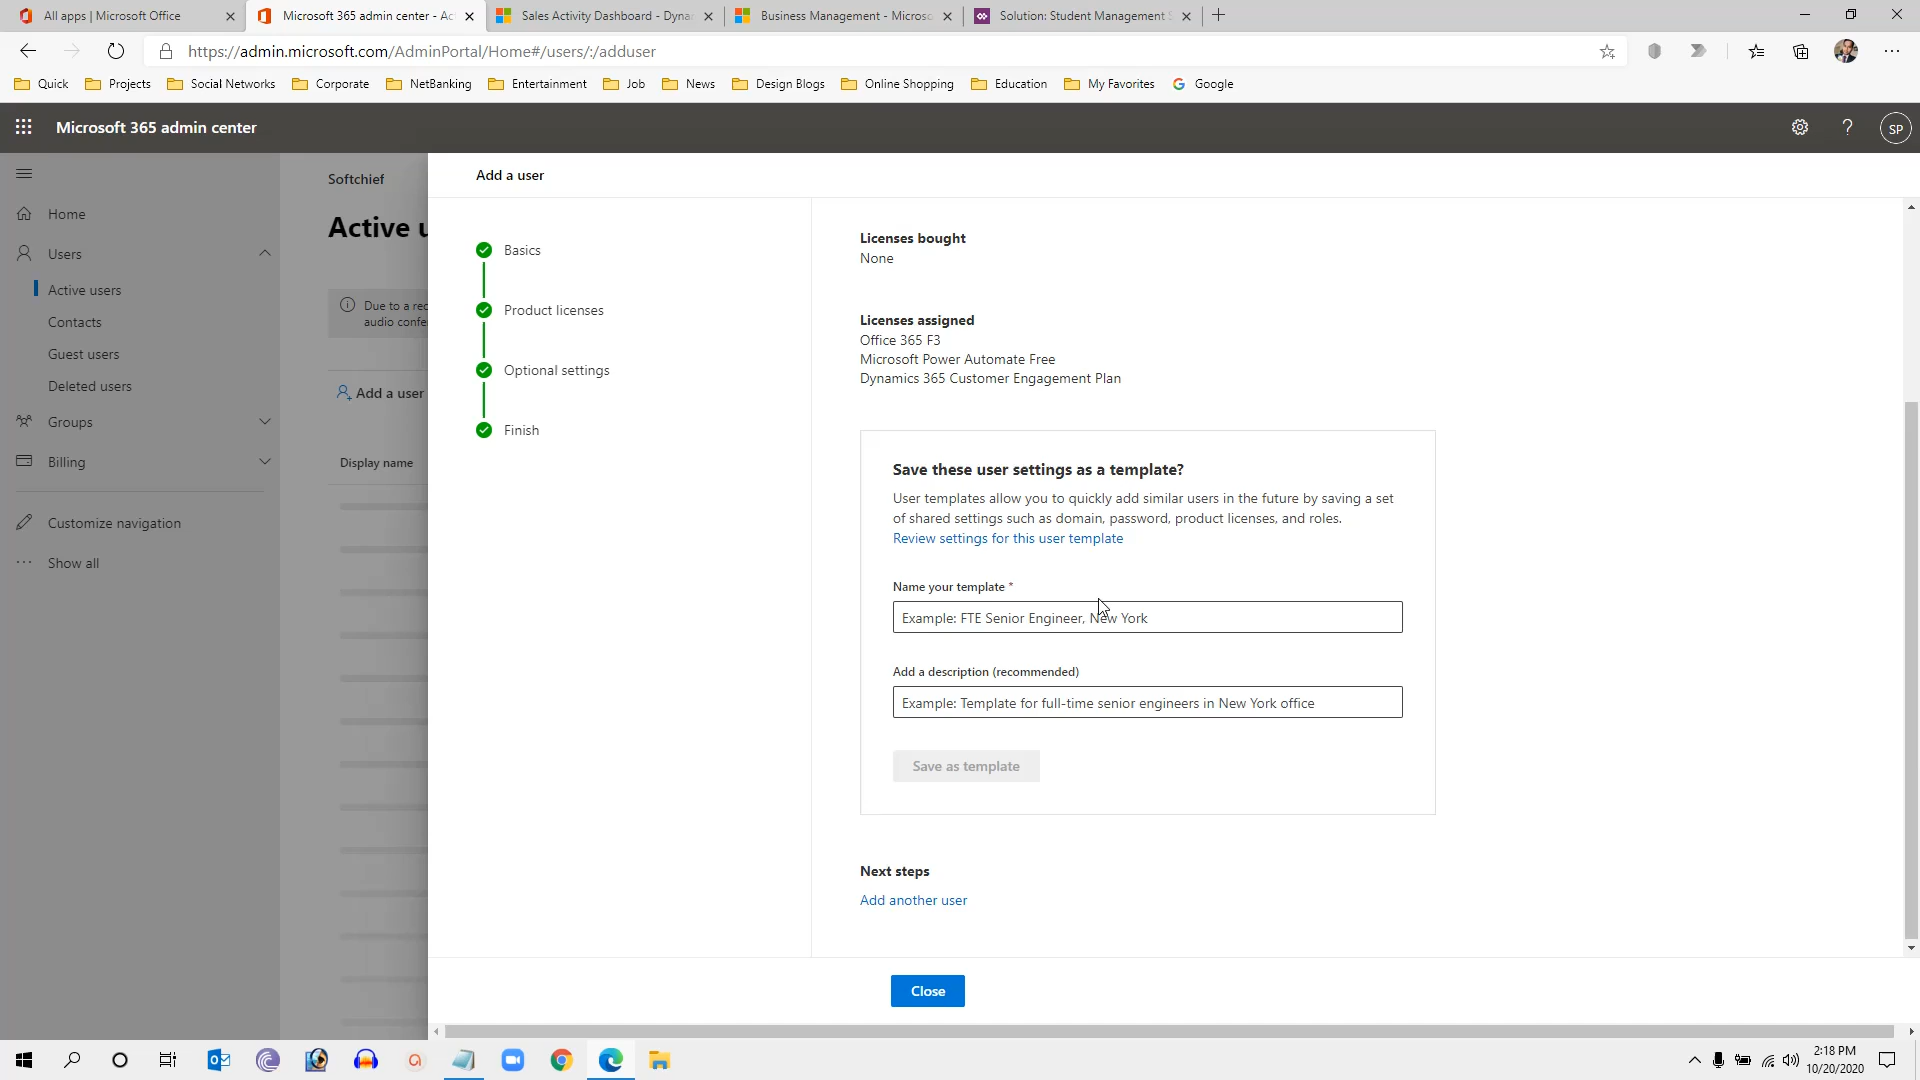 All apps | Microsoft Office
Microsoft 365 admin center - Ac
Sales Activity Dashboard - Dyna
Business Management - Microso
Solution: Student Management S
https://admin.microsoft.com/AdminPortal/Home#/users/:/adduser
Quick
Projects
Social Networks
Corporate
NetBanking
Entertainment
Job
News
Design Blogs
Online Shopping
Education
My Favorites
Google
Microsoft 365 admin center
?
SP
Home
Users
Active users
Contacts
Guest users
Deleted users
Groups
Billing
Customize navigation
Show all
Softchief
Active u
Due to a rec
audio confe
Add a user
Display name
Add a user
Basics
Product licenses
Optional settings
Finish
Licenses bought
None
Licenses assigned
Office 365 F3
Microsoft Power Automate Free
Dynamics 365 Customer Engagement Plan
Save these user settings as a template?
User templates allow you to quickly add similar users in the future by saving a set
of shared settings such as domain, password, product licenses, and roles.
Review settings for this user template
Name your template *
Example: FTE Senior Engineer, New York
Add a description (recommended)
Example: Template for full-time senior engineers in New York office
Save as template
Next steps
Add another user
Close
2:18 PM
10/20/2020